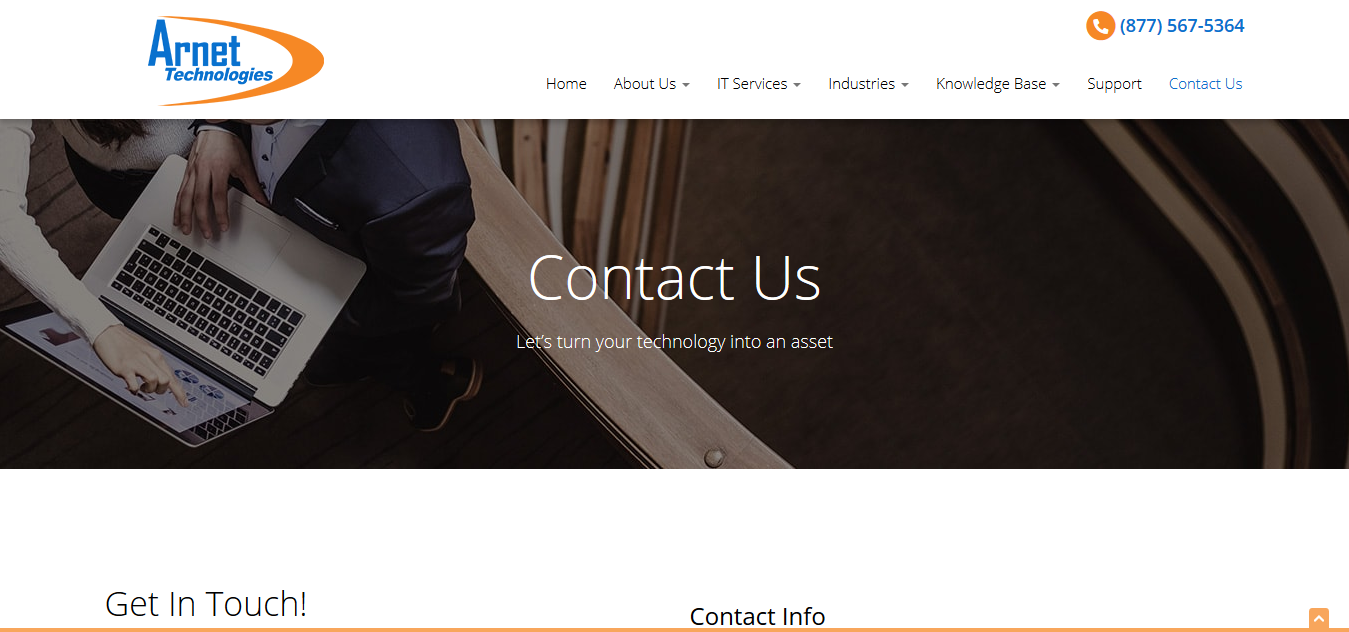 Arnet
Technologies
(877) 567-5364
Home
About Us
IT Services
Industries
Knowledge Base
Support
Contact Us
Contact Us
Let's turn your technology into an asset
Get In Touch!
Contact Info